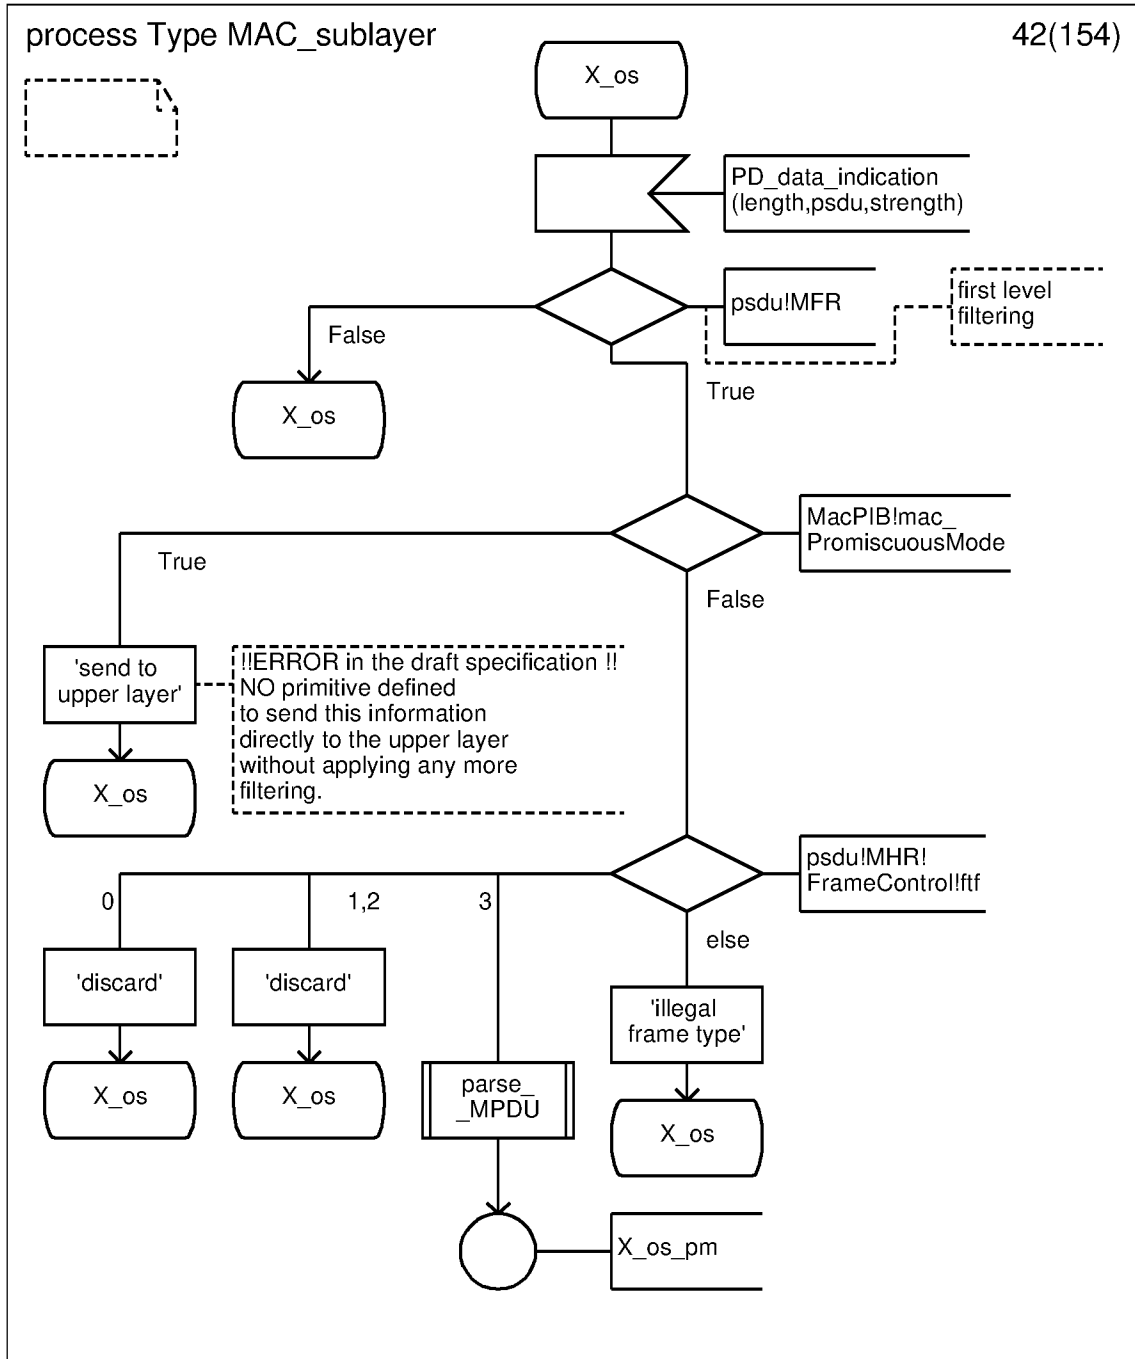 process Type MAC_sublayer
42(154)
X_os
PD_data_indication
(length,psdu,strength)
psdu!MFR
first level
filtering
False
X_os
True
MacPIB!mac_
PromiscuousMode
True
False
'send to
upper layer'
!!ERROR in the draft specification !!
NO primitive defined
to send this information
directly to the upper layer
without applying any more
filtering.
X_os
psdu!MHR!
FrameControl!ftf
0
1,2
3
else
'discard'
'discard'
'illegal
frame type'
X_os
X_os
parse_
_MPDU
X_os
X_os_pm